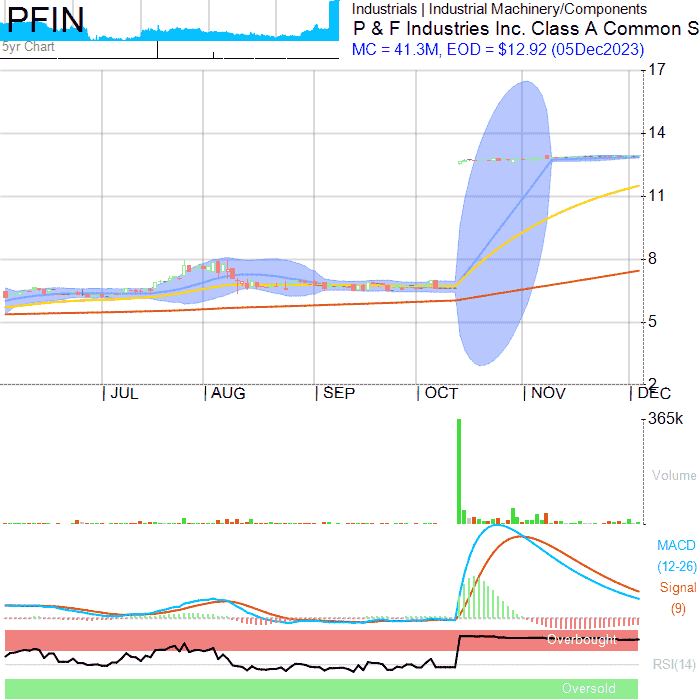 PFIN
5yr Chart
Industrials | Industrial Machinery/Components
P & F Industries Inc. Class A Common S
MC = 41.3M, EOD = $12.92 (05Dec2023)
17
14
11
8
5
2
JUL AUG SEP OCT NOV DEC
365k
Volume
MACD
(12-26)
Signal
(9)
Overbought
RSI(14)
Oversold